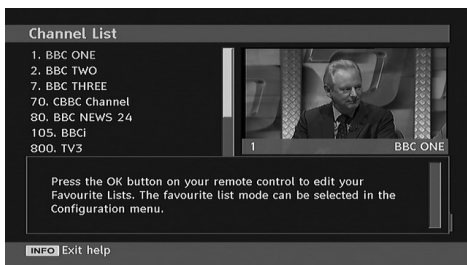 Channel List
1. BBC ONE
2. BBC TWO
7. BBC THREE
70. CBBC Channel
80. BBC NEWS 24
105. BBCi
800. TV3
1 BBC ONE
Press the OK button on your remote control to edit your
Favourite Lists. The favourite list mode can be selected in the
Configuration menu.
INFO Exit help